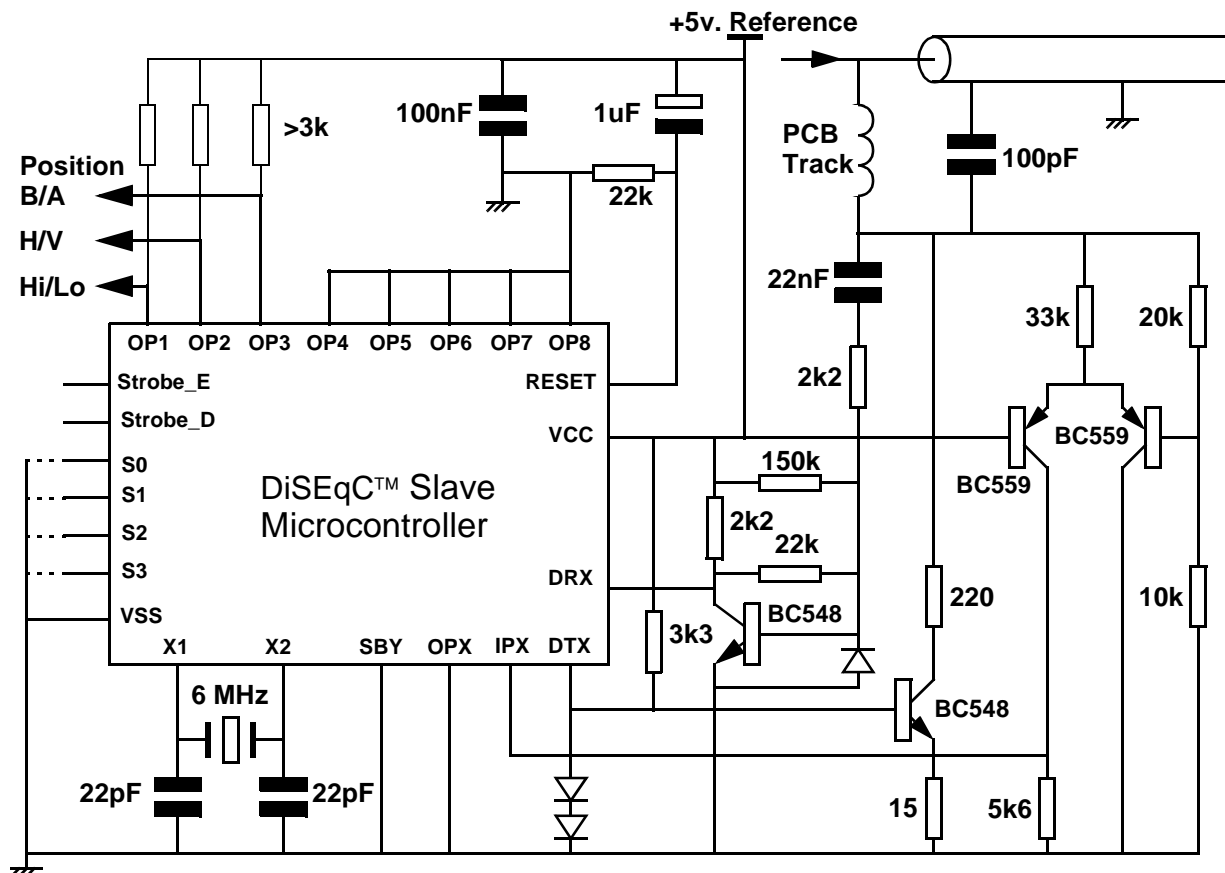 +5v. Reference
100nF
1uF
>3k
PCB
Track
100pF
Position
B/A
H/V
Hi/Lo
22k
22nF
33k
20k
OP1 OP2 OP3 OP4 OP5 OP6 OP7 OP8
Strobe_E
RESET
2k2
Strobe_D
VCC
BC559
BC559
S0
S1
S2
S3
VSS
DiSEqC™ Slave
Microcontroller
150k
2k2
22k
DRX
220
10k
BC548
3k3
X1 X2 SBY OPX IPX DTX
6 MHz
BC548
22pF
22pF
15
5k6